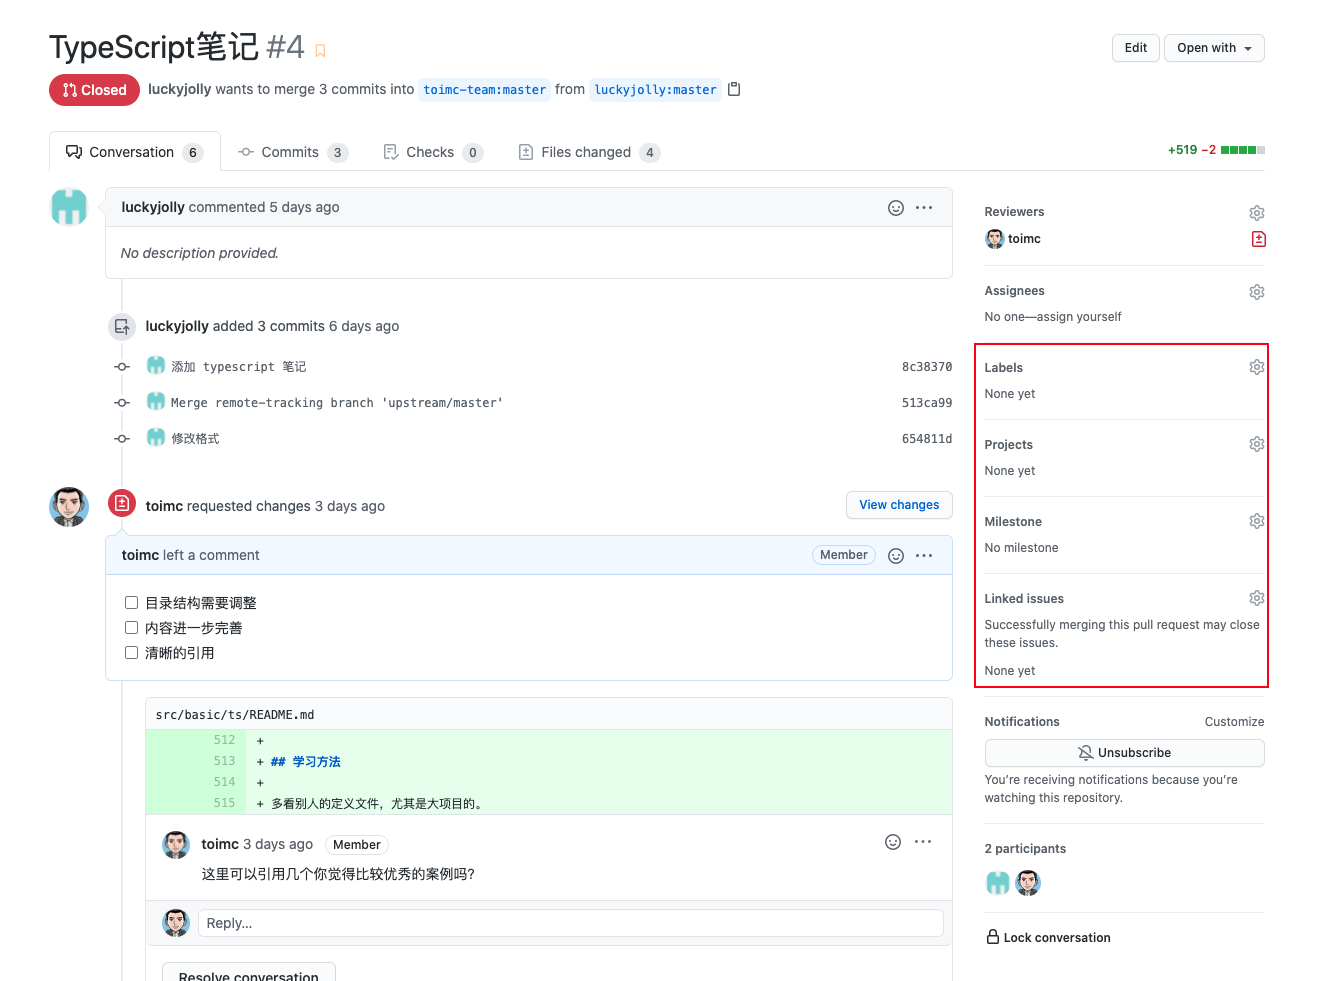 TypeScript笔记 #4
Edit
Open with
Closed
luckyjolly wants to merge 3 commits into toimc-team:master from luckyjolly:master
Conversation 6
Commits 3
Checks 0
Files changed 4
+519 −2
luckyjolly commented 5 days ago
No description provided.
luckyjolly added 3 commits 6 days ago
添加 typescript 笔记
8c38370
Merge remote-tracking branch 'upstream/master'
513ca99
修改格式
654811d
toimc requested changes 3 days ago
View changes
toimc left a comment
Member
目录结构需要调整
内容进一步完善
清晰的引用
src/basic/ts/README.md
512 +
513 + ## 学习方法
514 +
515 + 多看别人的定义文件，尤其是大项目的。
toimc 3 days ago Member
这里可以引用几个你觉得比较优秀的案例吗?
Reply...
Resolve conversation
Reviewers
toimc
Assignees
No one—assign yourself
Labels
None yet
Projects
None yet
Milestone
No milestone
Linked issues
Successfully merging this pull request may close
these issues.
None yet
Notifications
Customize
Unsubscribe
You’re receiving notifications because you’re
watching this repository.
2 participants
Lock conversation